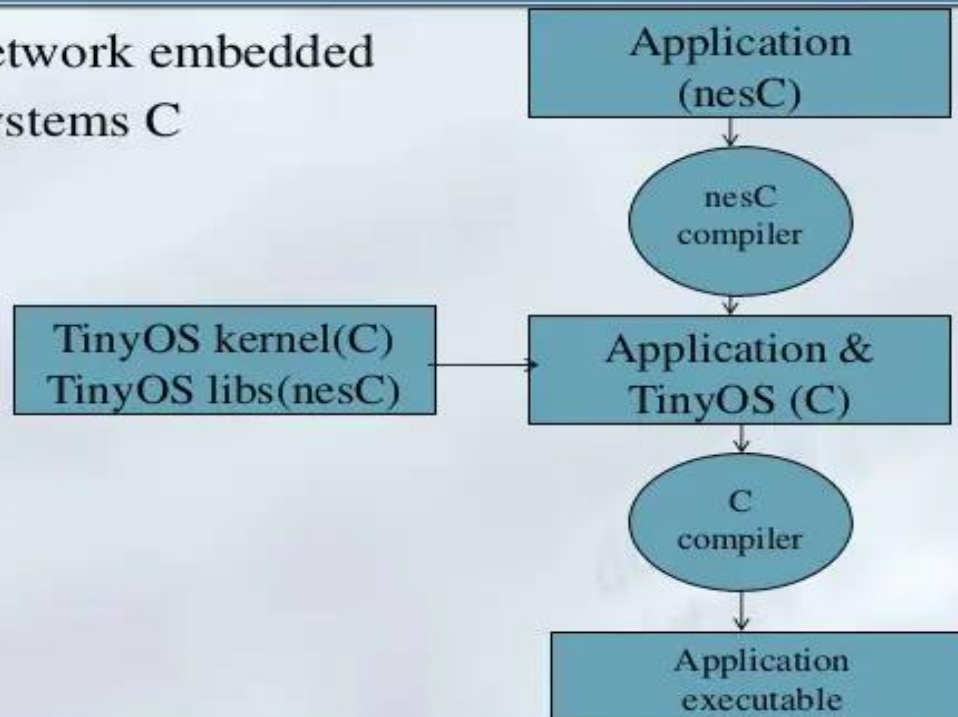 etwork embedded
ystems C
Application
(nesC)
nesC
compiler
TinyOS kernel(C)
TinyOS libs(nesC)
Application &
TinyOS (C)
C
compiler
Application
executable